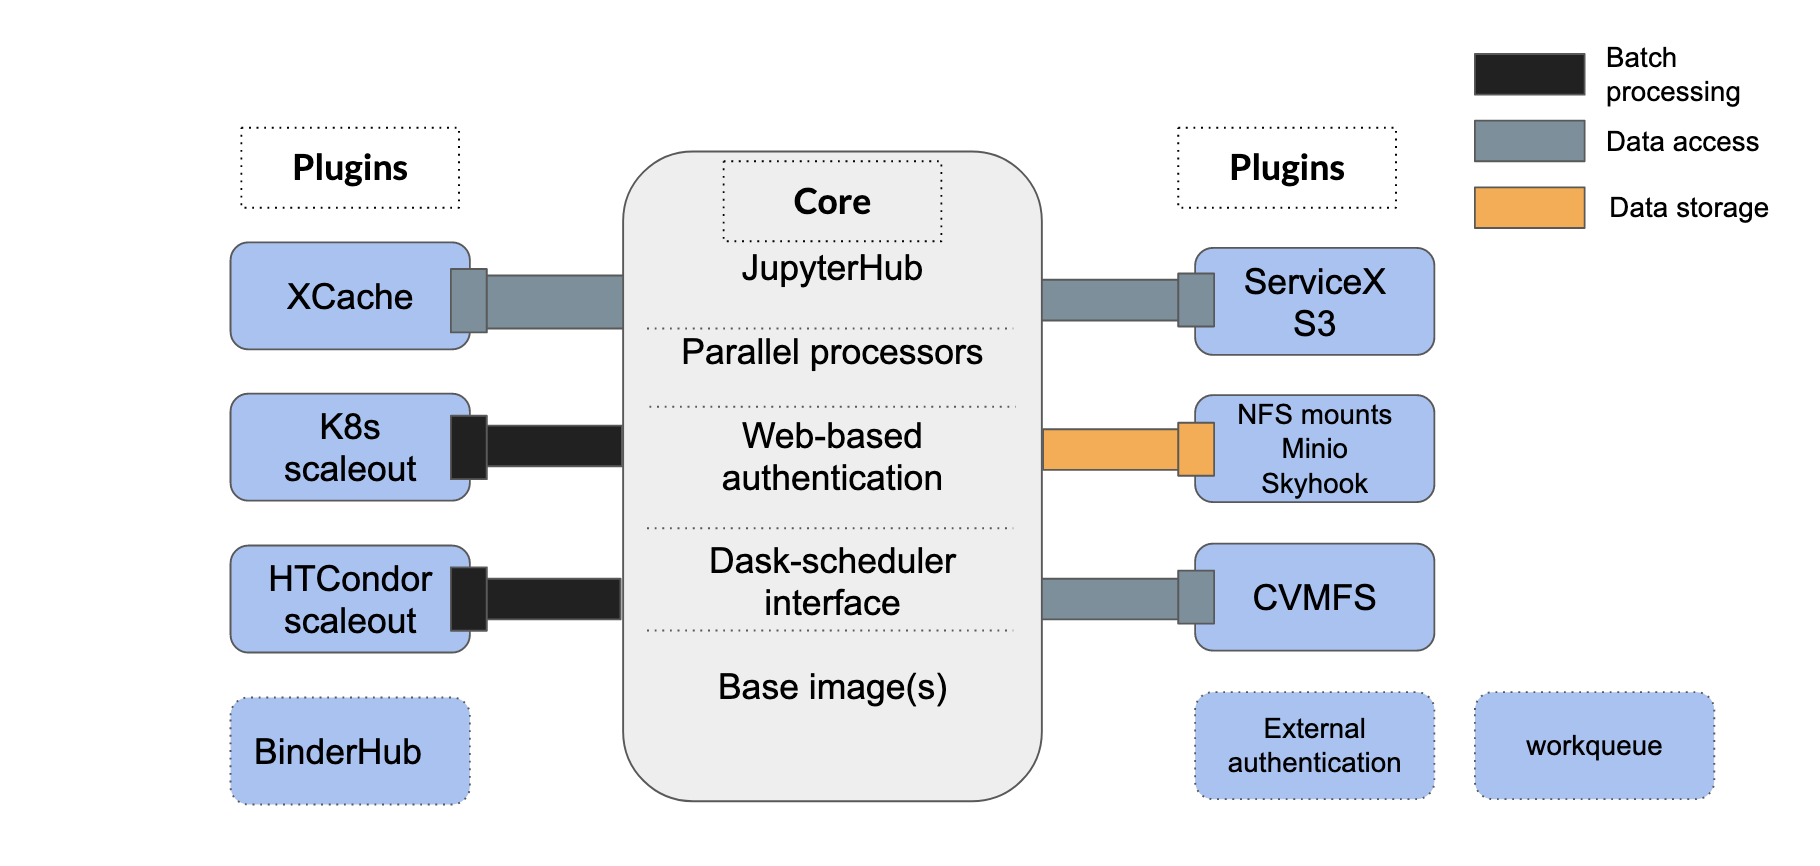 Batch
processing
Data access
Data storage
Plugins
Core
Plugins
XCache
K8s
scaleout
HTCondor
scaleout
BinderHub
JupyterHub
Parallel processors
Web-based
authentication
Dask-scheduler
interface
Base image(s)
ServiceX
S3
NFS mounts
Minio
Skyhook
CVMFS
External
authentication
workqueue